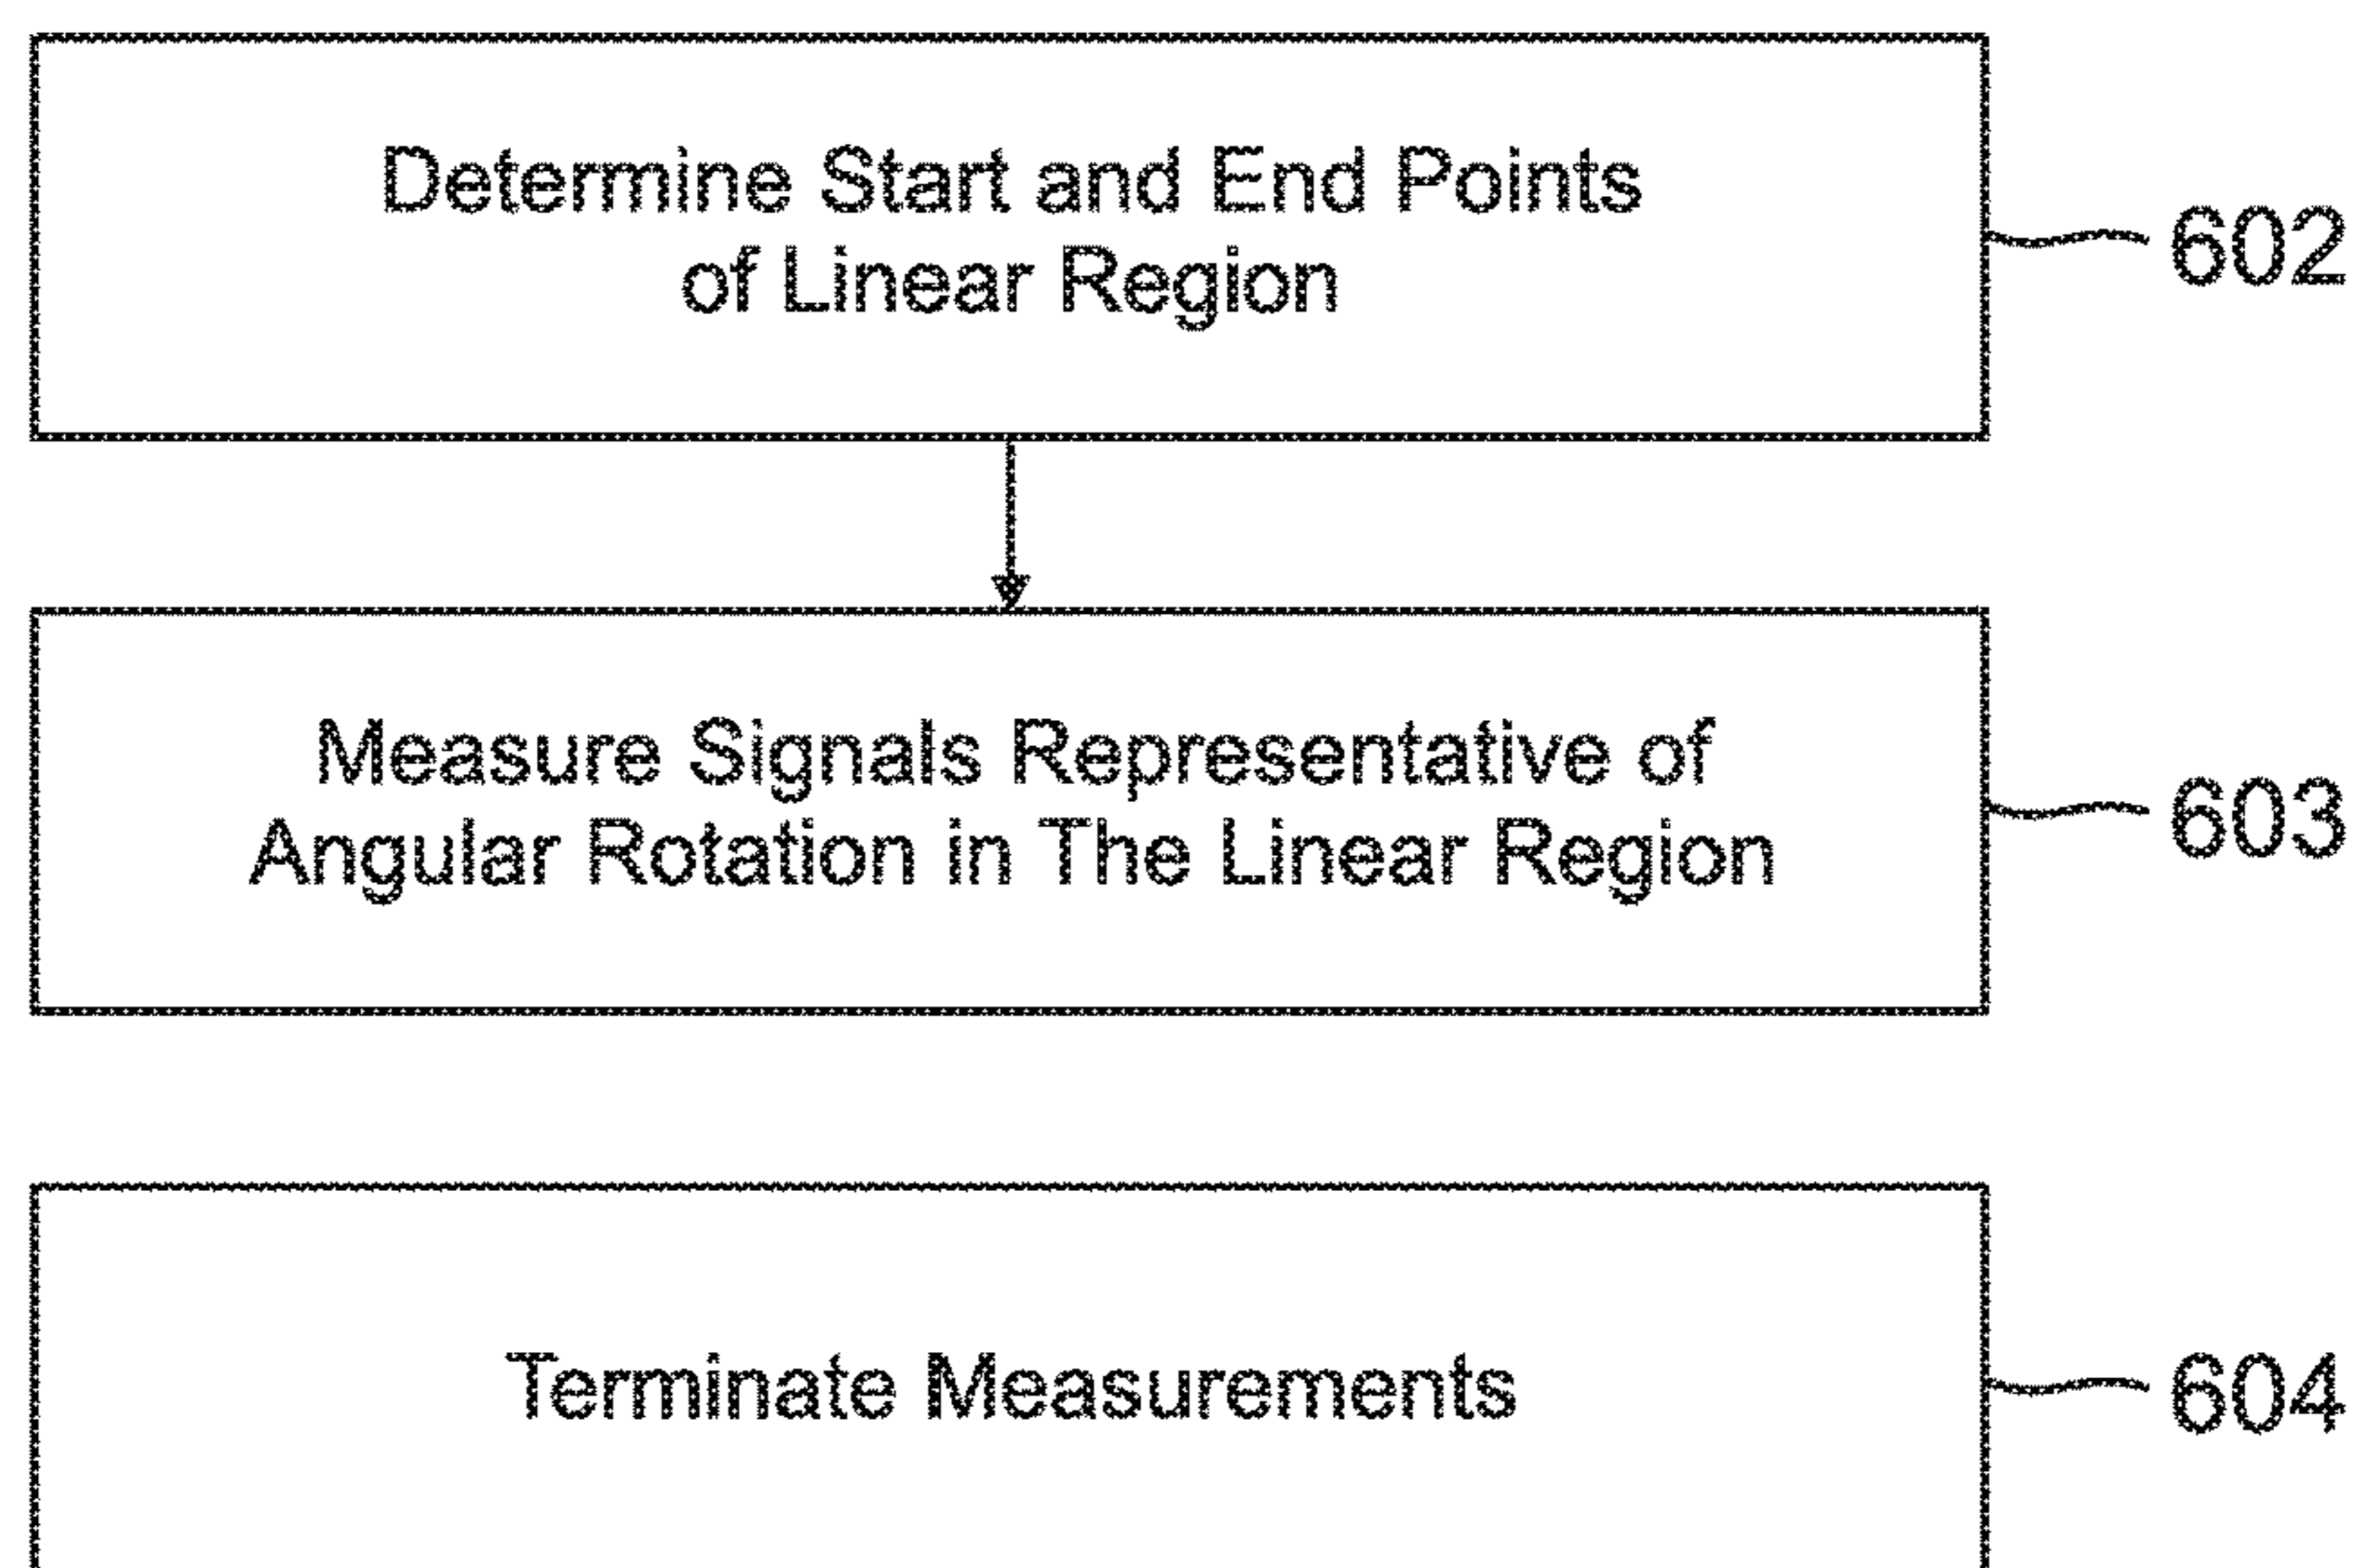 Determine Start and End Points
of Linear Region
602
Measure Signals Representative of
Angular Rotation in The Linear Region
603
Terminate Measurements
604